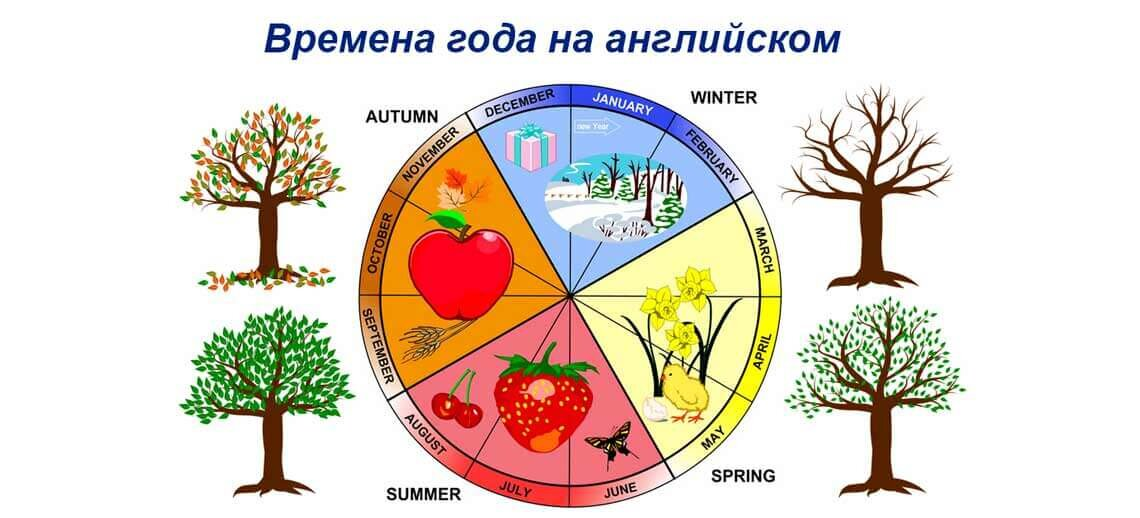 Времена года на английском
AUTUMN
WINTER
DECEMBER
JANUARY
FEBRUARY
new Year
NOVEMBER
OCTOBER
SEPTEMBER
MARCH
APRIL
MAY
AUGUST
JULY
JUNE
SUMMER
SPRING